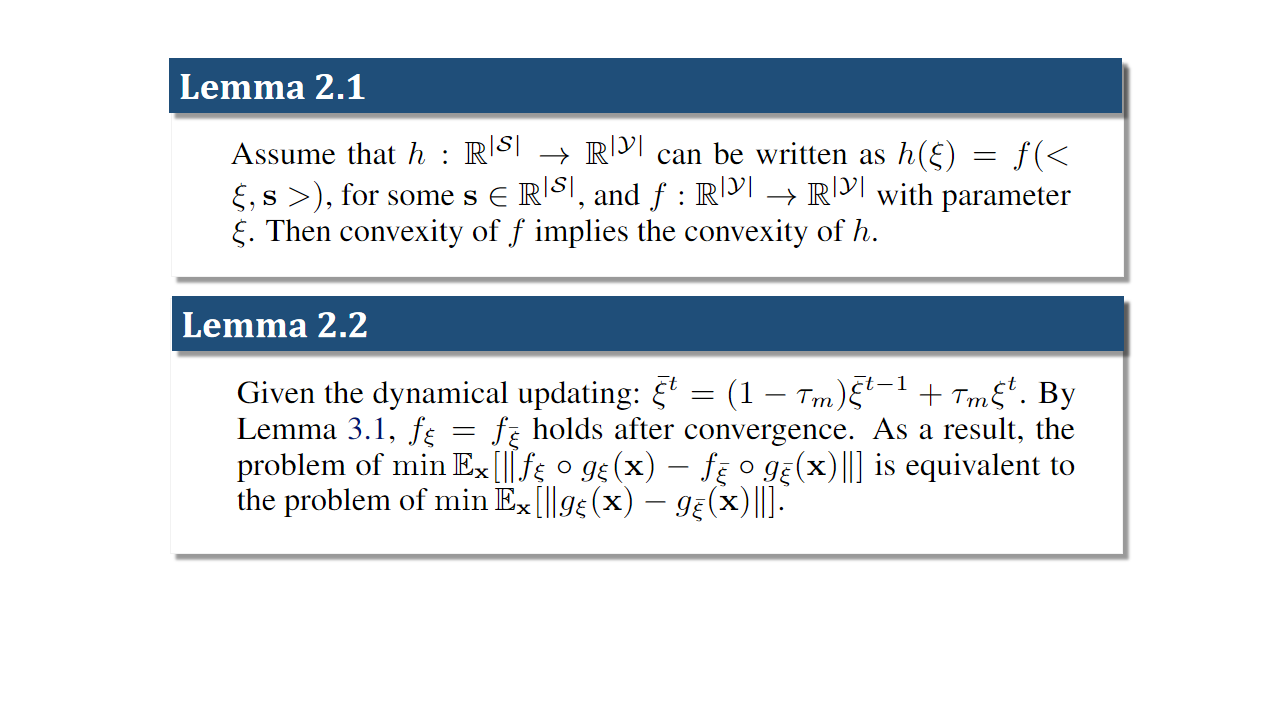 Lemma 2.1
Assume that $h : \mathbb{R}^{|\mathcal{S}|} \to \mathbb{R}^{|\mathcal{Y}|}$ can be written as $h(\xi) = f(<$
$\xi, \mathbf{s} >)$, for some $\mathbf{s} \in \mathbb{R}^{|\mathcal{S}|}$, and $f : \mathbb{R}^{|\mathcal{Y}|} \to \mathbb{R}^{|\mathcal{Y}|}$ with parameter
$\xi$. Then convexity of $f$ implies the convexity of $h$.
Lemma 2.2
Given the dynamical updating: $\bar{\xi}^t = (1 - \tau_m)\bar{\xi}^{t-1} + \tau_m \xi^t$. By
Lemma 3.1, $f_\xi = f_{\bar{\xi}}$ holds after convergence. As a result, the
problem of $\min \mathbb{E}_{\mathbf{x}}[\|f_\xi \circ g_\xi(\mathbf{x}) - f_{\bar{\xi}} \circ g_{\bar{\xi}}(\mathbf{x})\|]$ is equivalent to
the problem of $\min \mathbb{E}_{\mathbf{x}}[\|g_\xi(\mathbf{x}) - g_{\bar{\xi}}(\mathbf{x})\|]$.